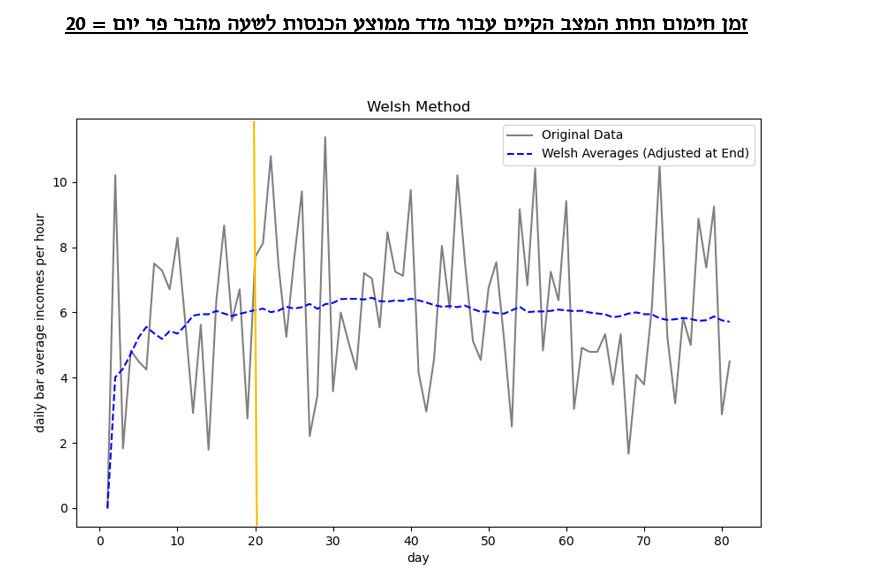 זמן חימום תחת המצב הקיים עבור מדד ממוצע הכנסות לשעה מהבר פר יום = 20
Welsh Method
Original Data
Welsh Averages (Adjusted at End)
daily bar average incomes per hour
10
8
6
4
2
0
0 10 20 30 40 50 60 70 80
day